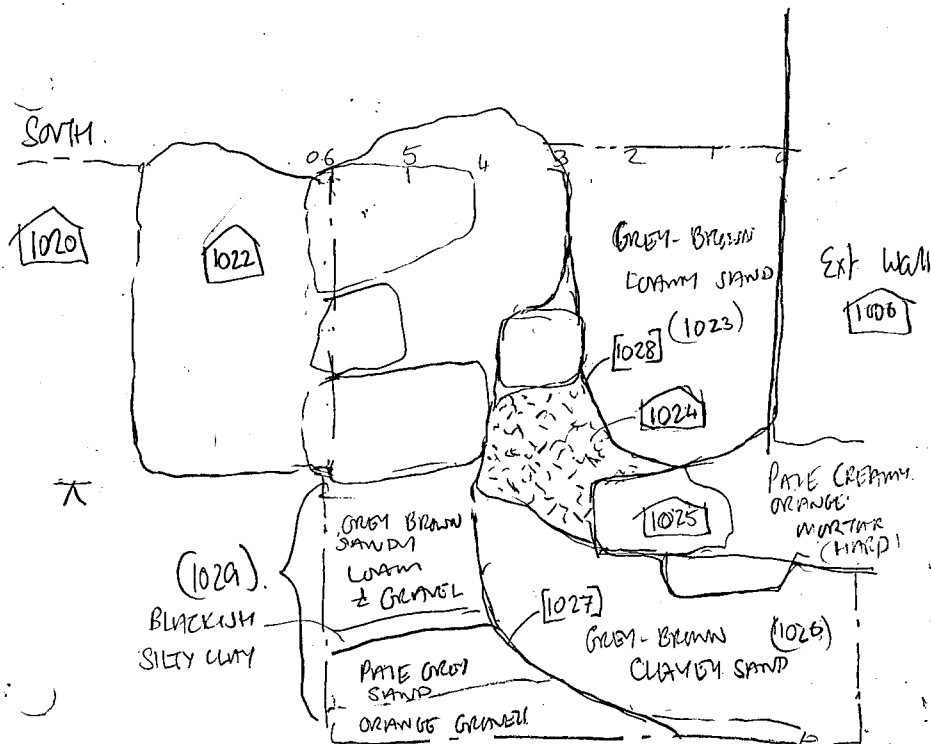 SOUTH.
0.6 5 4 3 2 1 0
1020
1022
GREY-BROWN
LOAMY SAND
(1023)
[1028]
Ext Wall
1006
1024
1025
PALE CREAMY
ORANGE
MORTAR
(HARD)
(1029).
BLACKISH
SILTY CLAY
GREY BROWN
SANDY
LOAM
& GRAVEL
[1027]
GREY-BROWN
CLAYEY SAND
(1026)
PALE GREY
SAND
ORANGE GRAVEL